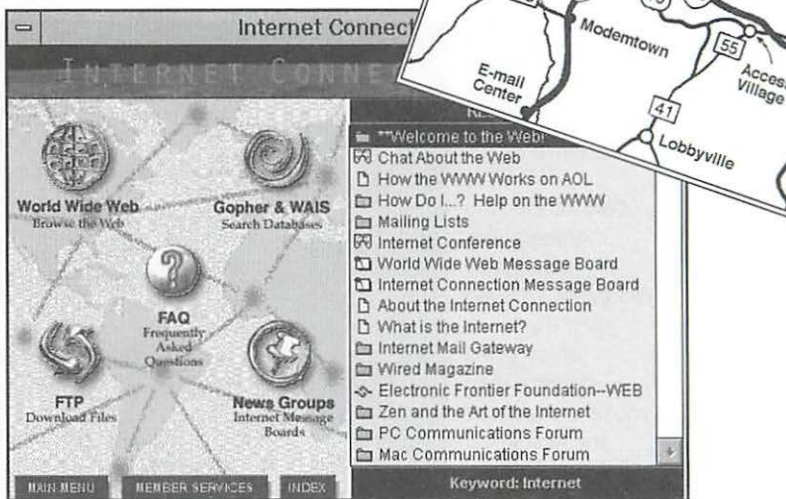 Internet Connect
INTERNET CONNE
World Wide Web
Browse the Web
Gopher & WAIS
Search Databases
FAQ
Frequently
Asked
Questions
FTP
Download Files
News Groups
Internet Message
Boards
MAIN MENU
MEMBER SERVICES
INDEX
**Welcome to the Web!
Chat About the Web
How the WWW Works on AOL
How Do I...? Help on the WWW
Mailing Lists
Internet Conference
World Wide Web Message Board
Internet Connection Message Board
About the Internet Connection
What is the Internet?
Internet Mail Gateway
Wired Magazine
Electronic Frontier Foundation--WEB
Zen and the Art of the Internet
PC Communications Forum
Mac Communications Forum
Keyword: Internet
Modemtown
55
Access
Village
E-mail
Center
41
Lobbyville